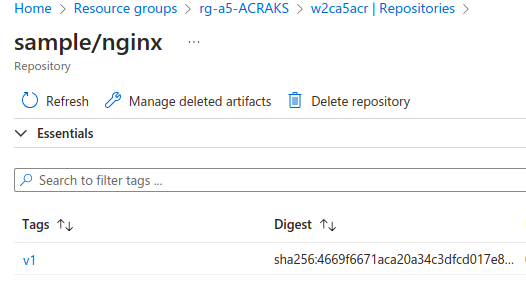 Home > Resource groups > rg-a5-ACRAKS > w2ca5acr | Repositories >
sample/nginx ...
Repository
Refresh Manage deleted artifacts Delete repository
Essentials
Search to filter tags ...
Tags ↑↓ Digest ↑↓
v1 sha256:4669f6671aca20a34c3dfcd017e8...